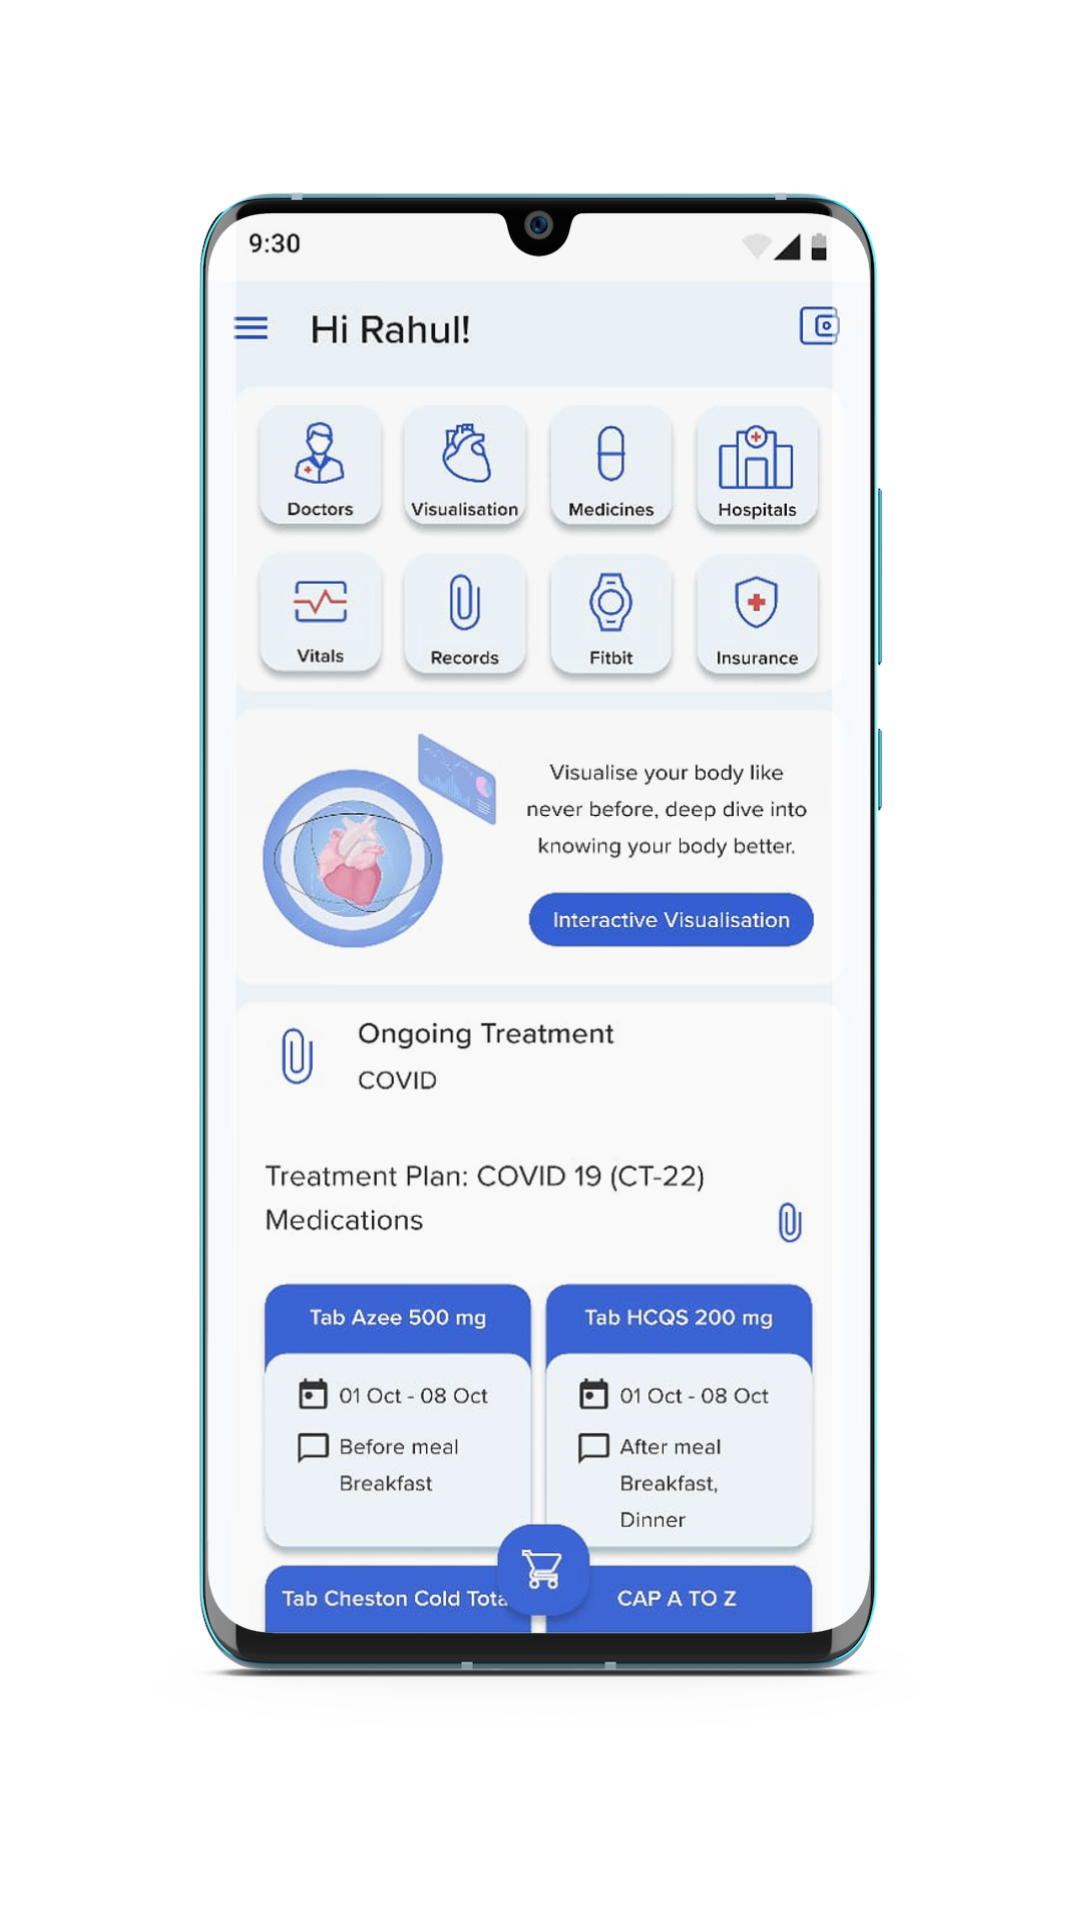 9:30
Hi Rahul!
Doctors
Visualisation
Medicines
Hospitals
Vitals
Records
Fitbit
Insurance
Visualise your body like
never before, deep dive into
knowing your body better.
Interactive Visualisation
Ongoing Treatment
COVID
Treatment Plan: COVID 19 (CT-22)
Medications
Tab Azee 500 mg
01 Oct - 08 Oct
Before meal
Breakfast
Tab HCQS 200 mg
01 Oct - 08 Oct
After meal
Breakfast,
Dinner
Tab Cheston Cold Tota
CAP A TO Z